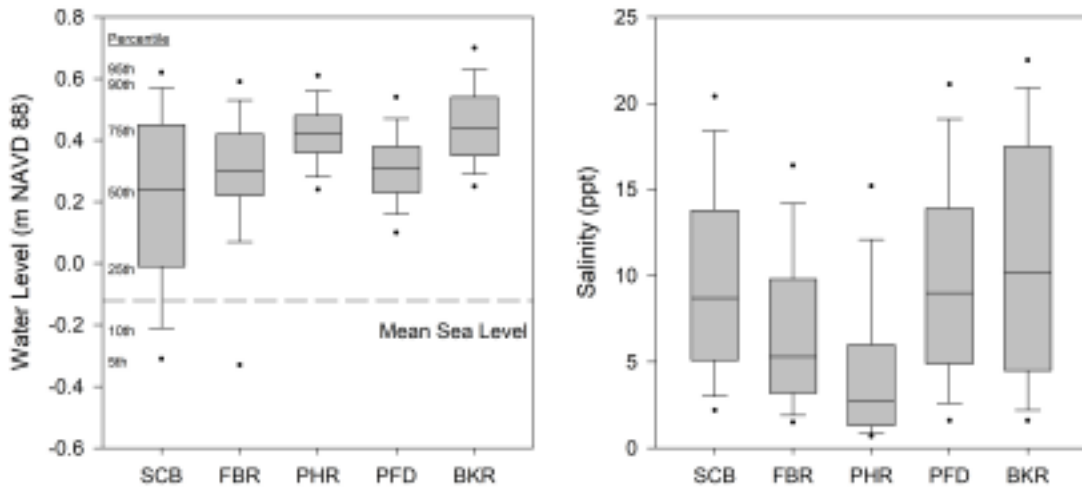 0.8
0.6
0.4
0.2
0.0
-0.2
-0.4
-0.6
Water Level (m NAVD 88)
Percentile
95th
90th
75th
50th
25th
10th
5th
Mean Sea Level
SCB FBR PHR PFD BKR
25
20
15
10
5
0
Salinity (ppt)
SCB FBR PHR PFD BKR